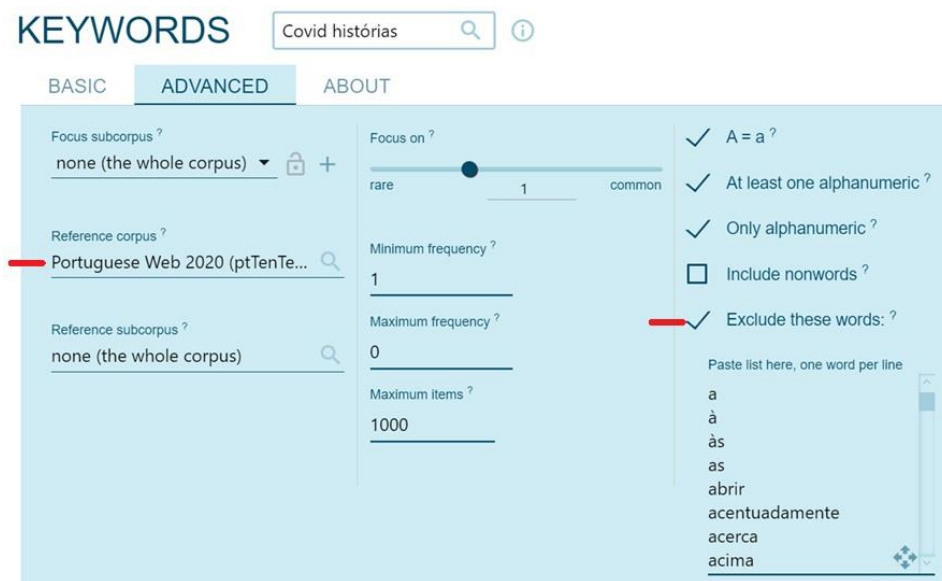 KEYWORDS
Covid histórias
BASIC
ADVANCED
ABOUT
Focus subcorpus ?
none (the whole corpus)
Reference corpus ?
Portuguese Web 2020 (ptTenTe...
Reference subcorpus ?
none (the whole corpus)
Focus on ?
rare
1
common
Minimum frequency ?
1
Maximum frequency ?
0
Maximum items ?
1000
A = a ?
At least one alphanumeric ?
Only alphanumeric ?
Include nonwords ?
Exclude these words: ?
Paste list here, one word per line
a
à
às
as
abrir
acentuadamente
acerca
acima